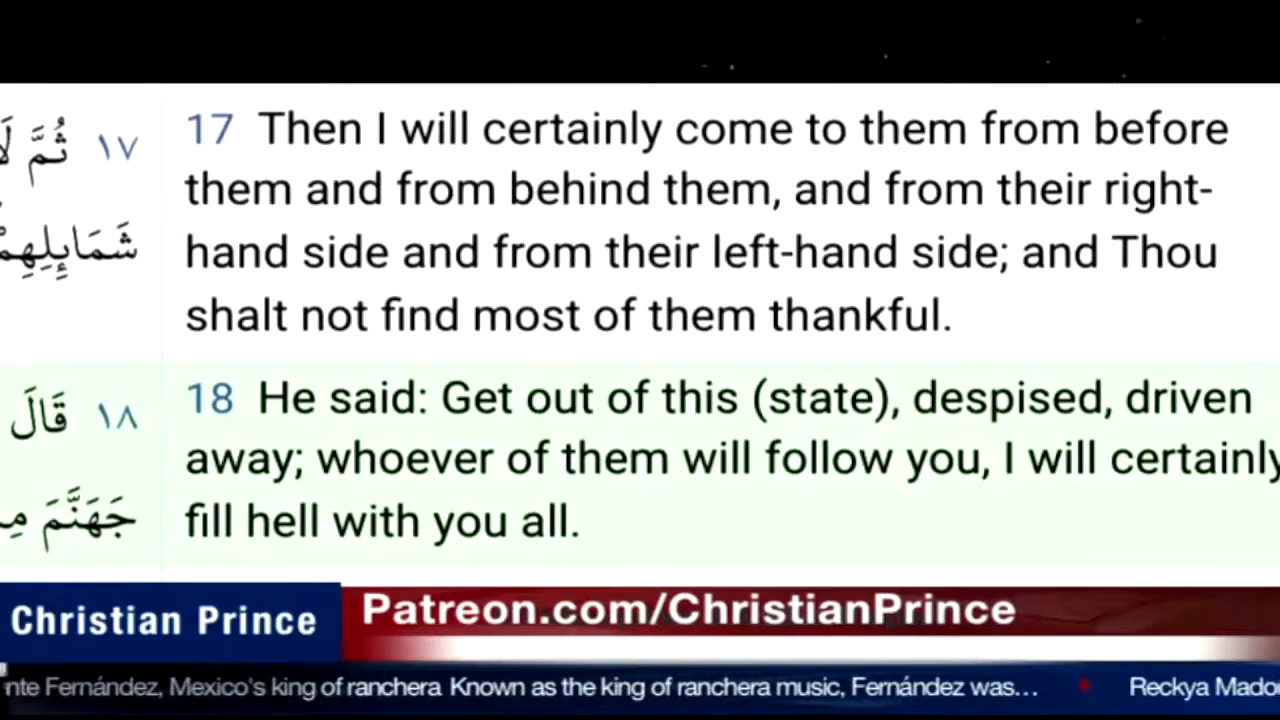 ۱۷ ثُمَّ
17 Then I will certainly come to them from before
them and from behind them, and from their right-
شَمَايِٕلِهِمْ
hand side and from their left-hand side; and Thou
shalt not find most of them thankful.
۱۸ قَالَ
18 He said: Get out of this (state), despised, driven
away; whoever of them will follow you, I will certainly
جَهَنَّمَ
fill hell with you all.
Christian Prince
Patreon.com/ChristianPrince
Fernández, Mexico's king of ranchera Known as the king of ranchera music, Fernández was... ♦ Reckya